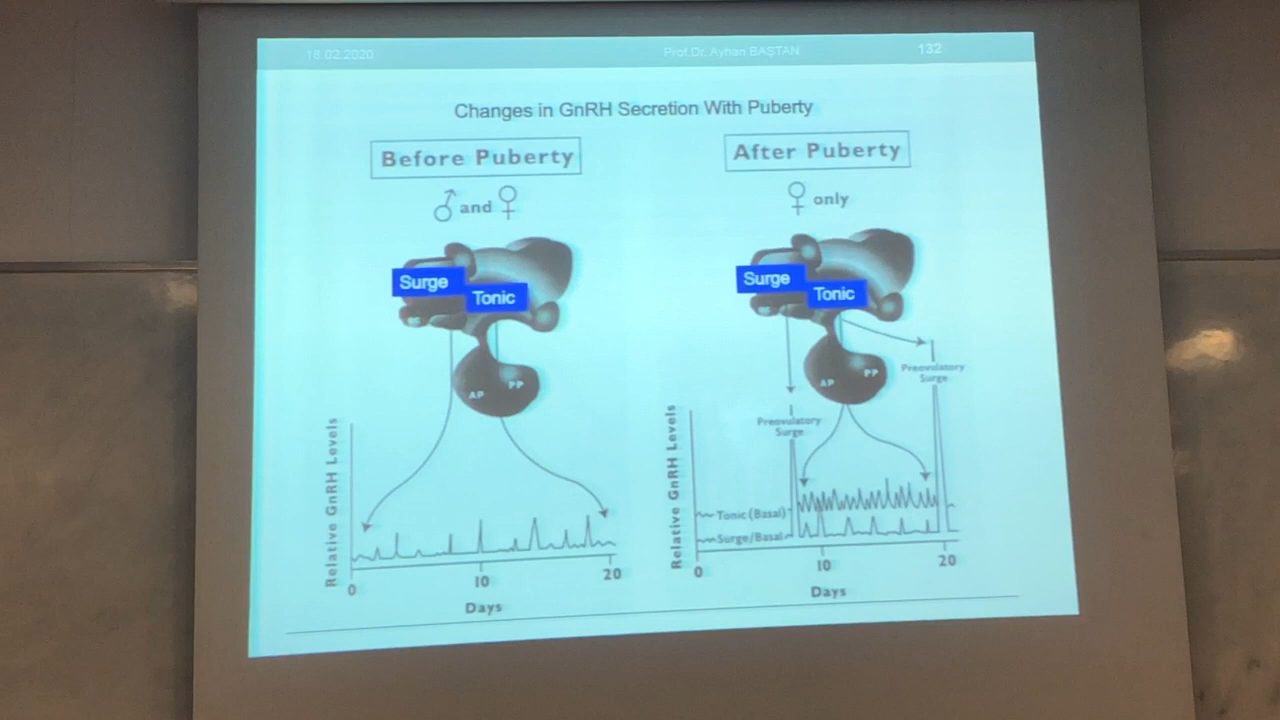 18.02.2020 Prof.Dr. Ayhan BAŞTAN 132
Changes in GnRH Secretion With Puberty
Before Puberty
♂ and ♀
Surge
Tonic
AP PP
Relative GnRH Levels
0 10 20
Days
After Puberty
♀ only
Surge
Tonic
AP PP
Preovulatory
Surge
Preovulatory
Surge
Relative GnRH Levels
Tonic (Basal)
Surge/Basal
0 10 20
Days